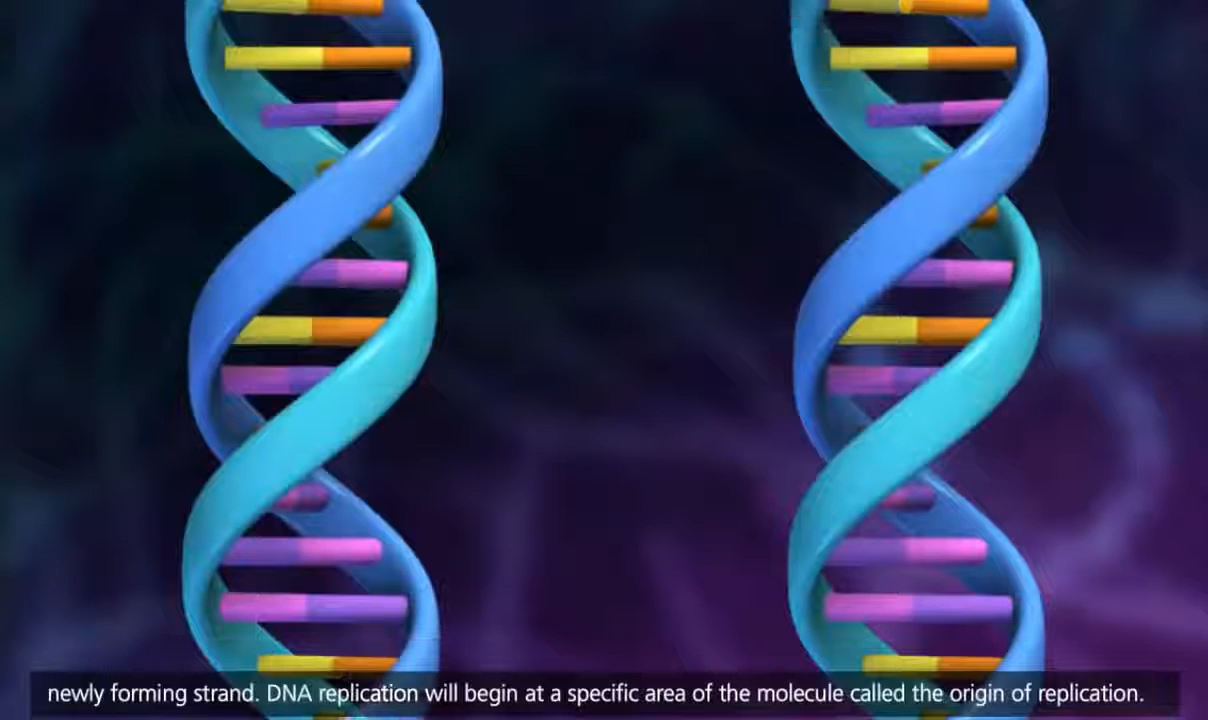 newly forming strand. DNA replication will begin at a specific area of the molecule called the origin of replication.